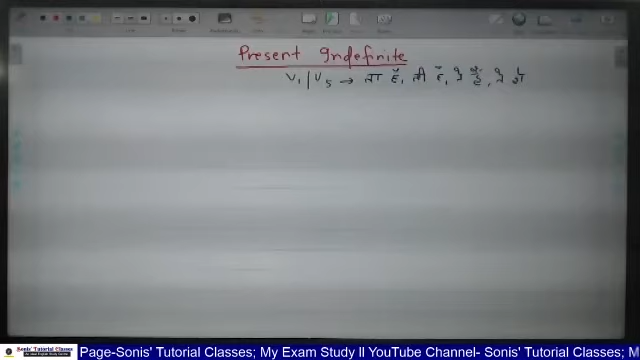 Present Indefinite
V1 / V5 → ता है, ती है, ते हैं, ते हो
Sonis' Tutorial Classes
Page-Sonis' Tutorial Classes; My Exam Study II YouTube Channel- Sonis' Tutorial Classes; M